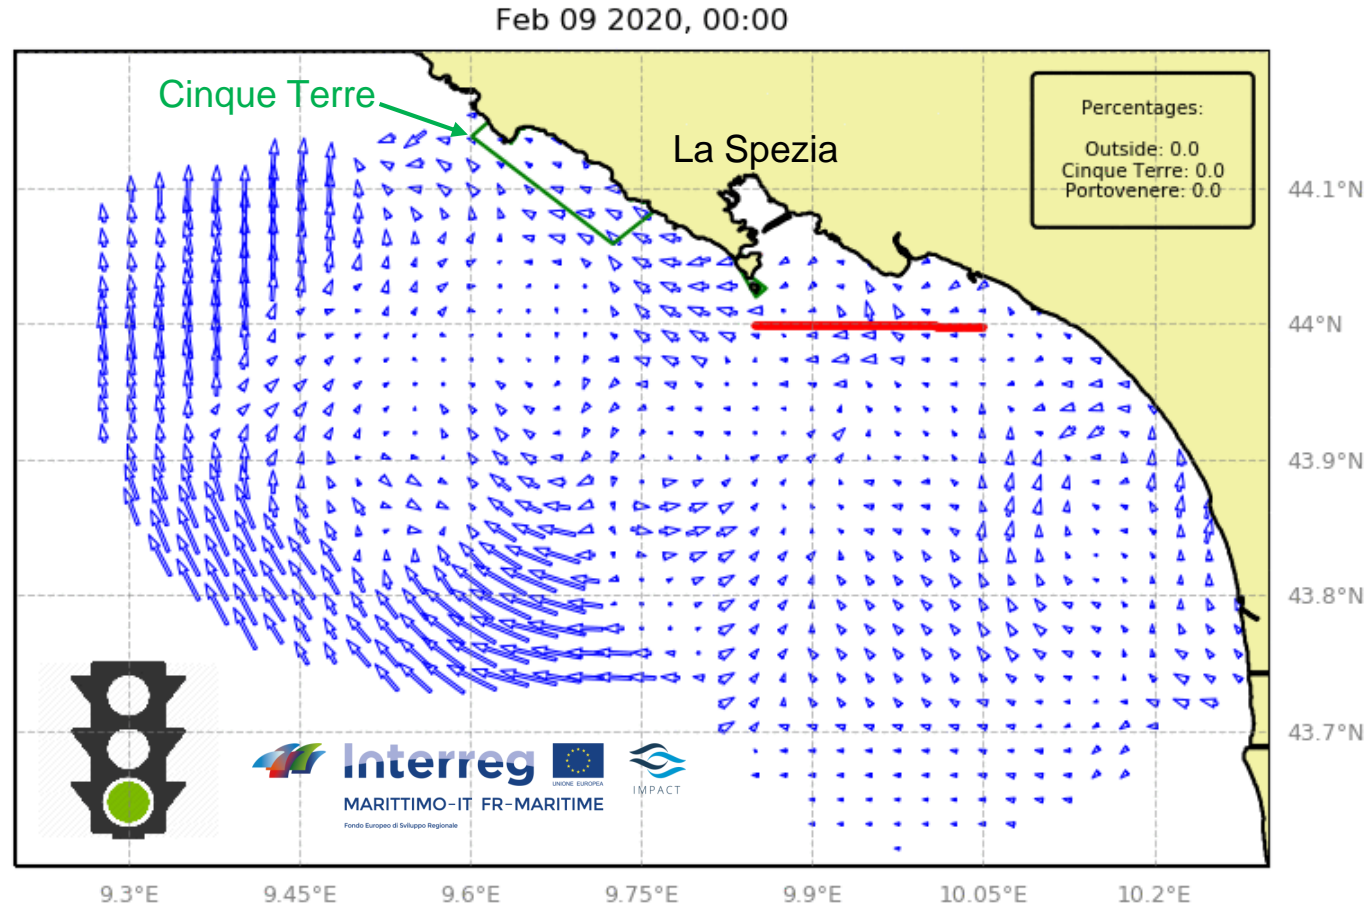 Feb 09 2020, 00:00
Cinque Terre
La Spezia
Percentages:
Outside: 0.0
Cinque Terre: 0.0
Portovenere: 0.0
44.1°N
44°N
43.9°N
43.8°N
43.7°N
Interreg
UNIONE EUROPEA
IMPACT
MARITTIMO-IT FR-MARITIME
Fondo Europeo di Sviluppo Regionale
9.3°E 9.45°E 9.6°E 9.75°E 9.9°E 10.05°E 10.2°E